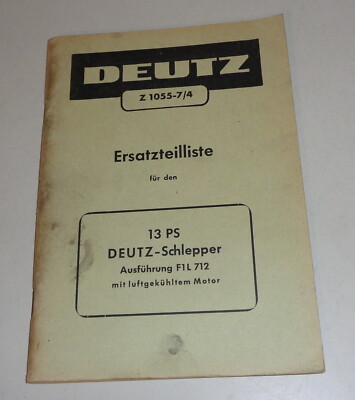 DEUTZ
Z 1055-7/4
Ersatzteilliste
für den
13 PS
DEUTZ-Schlepper
Ausführung F1L 712
mit luftgekühltem Motor